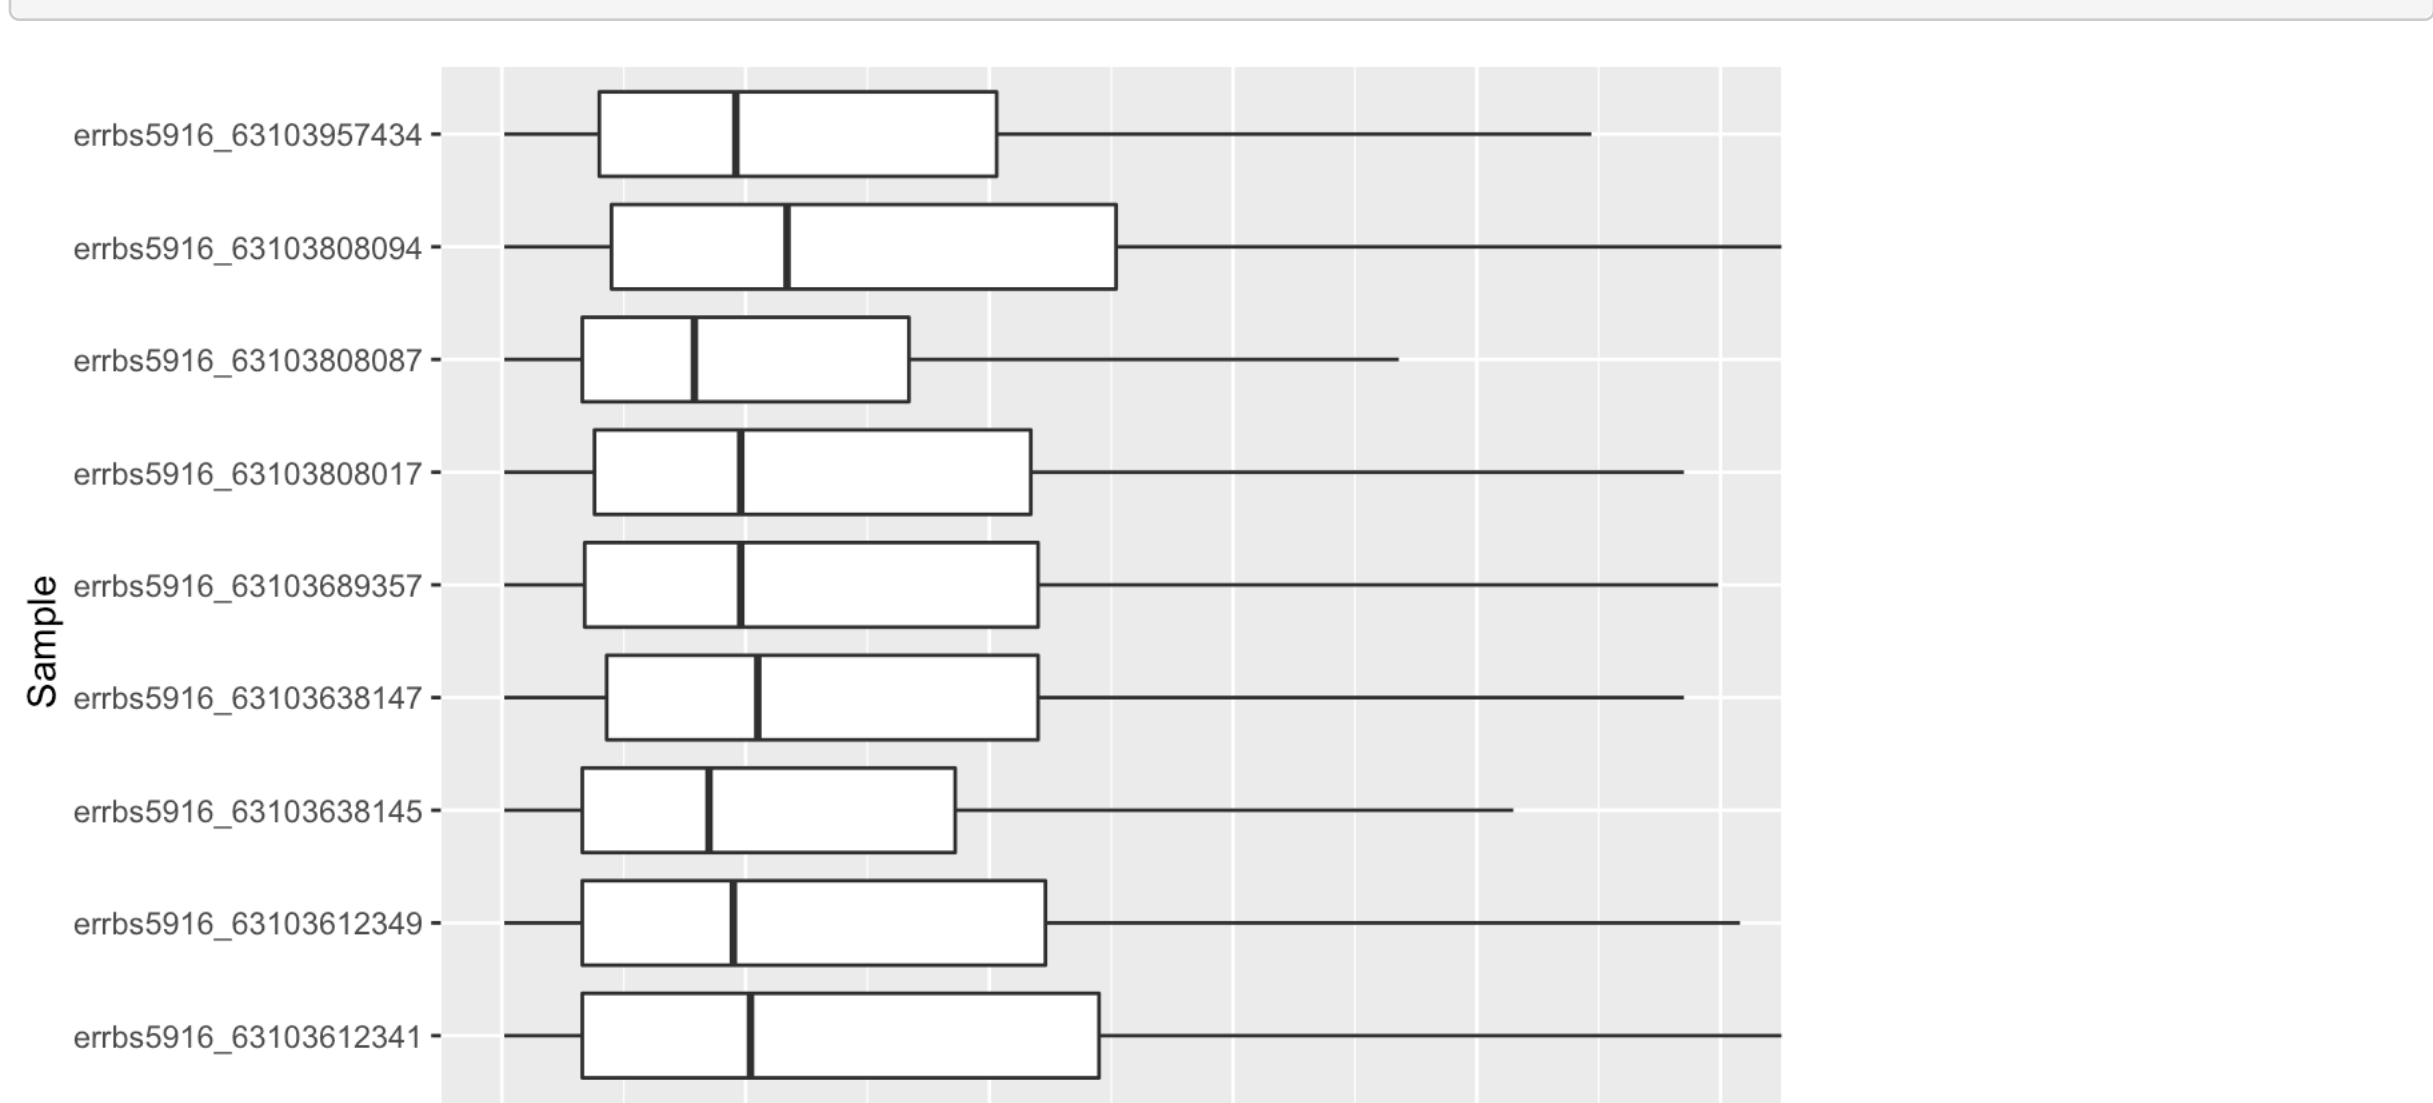 errbs5916_63103957434
errbs5916_63103808094
errbs5916_63103808087
errbs5916_63103808017
errbs5916_63103689357
errbs5916_63103638147
errbs5916_63103638145
errbs5916_63103612349
errbs5916_63103612341
Sample